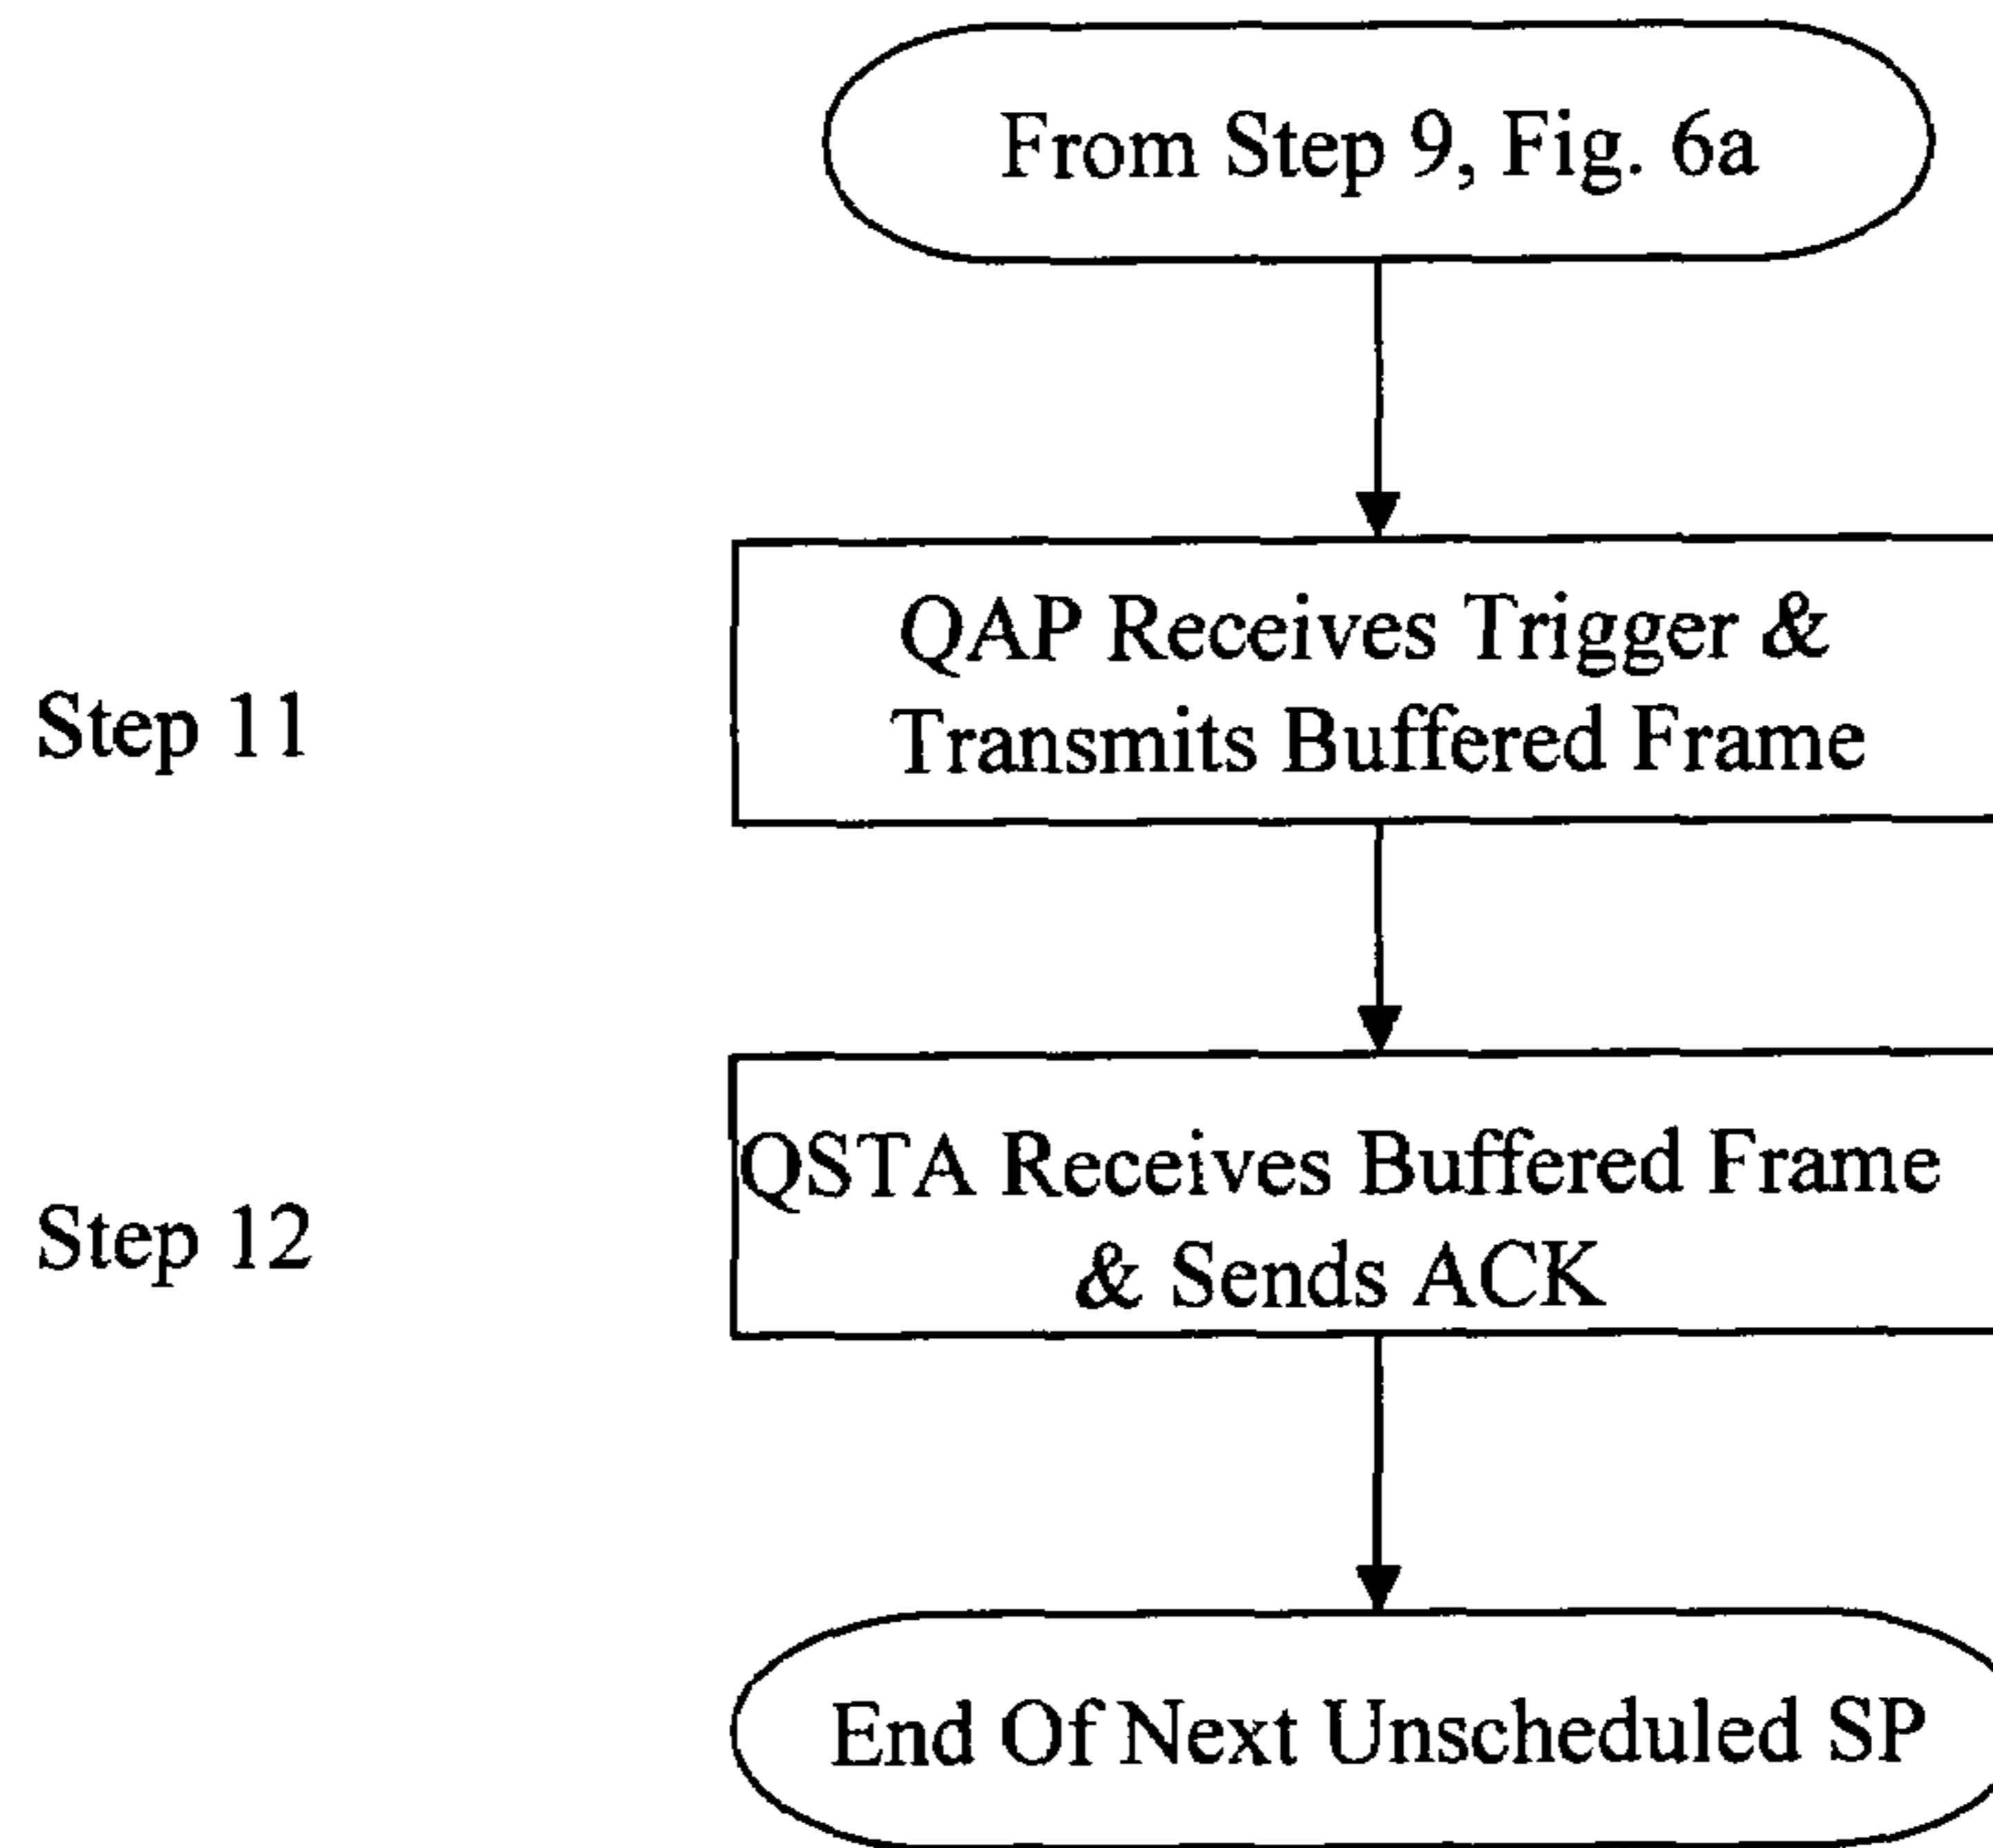 From Step 9, Fig. 6a
QAP Receives Trigger &
Step 11
Transmits Buffered Frame
QSTA Receives Buffered Frame
Step 12
& Sends ACK
End Of Next Unscheduled SP